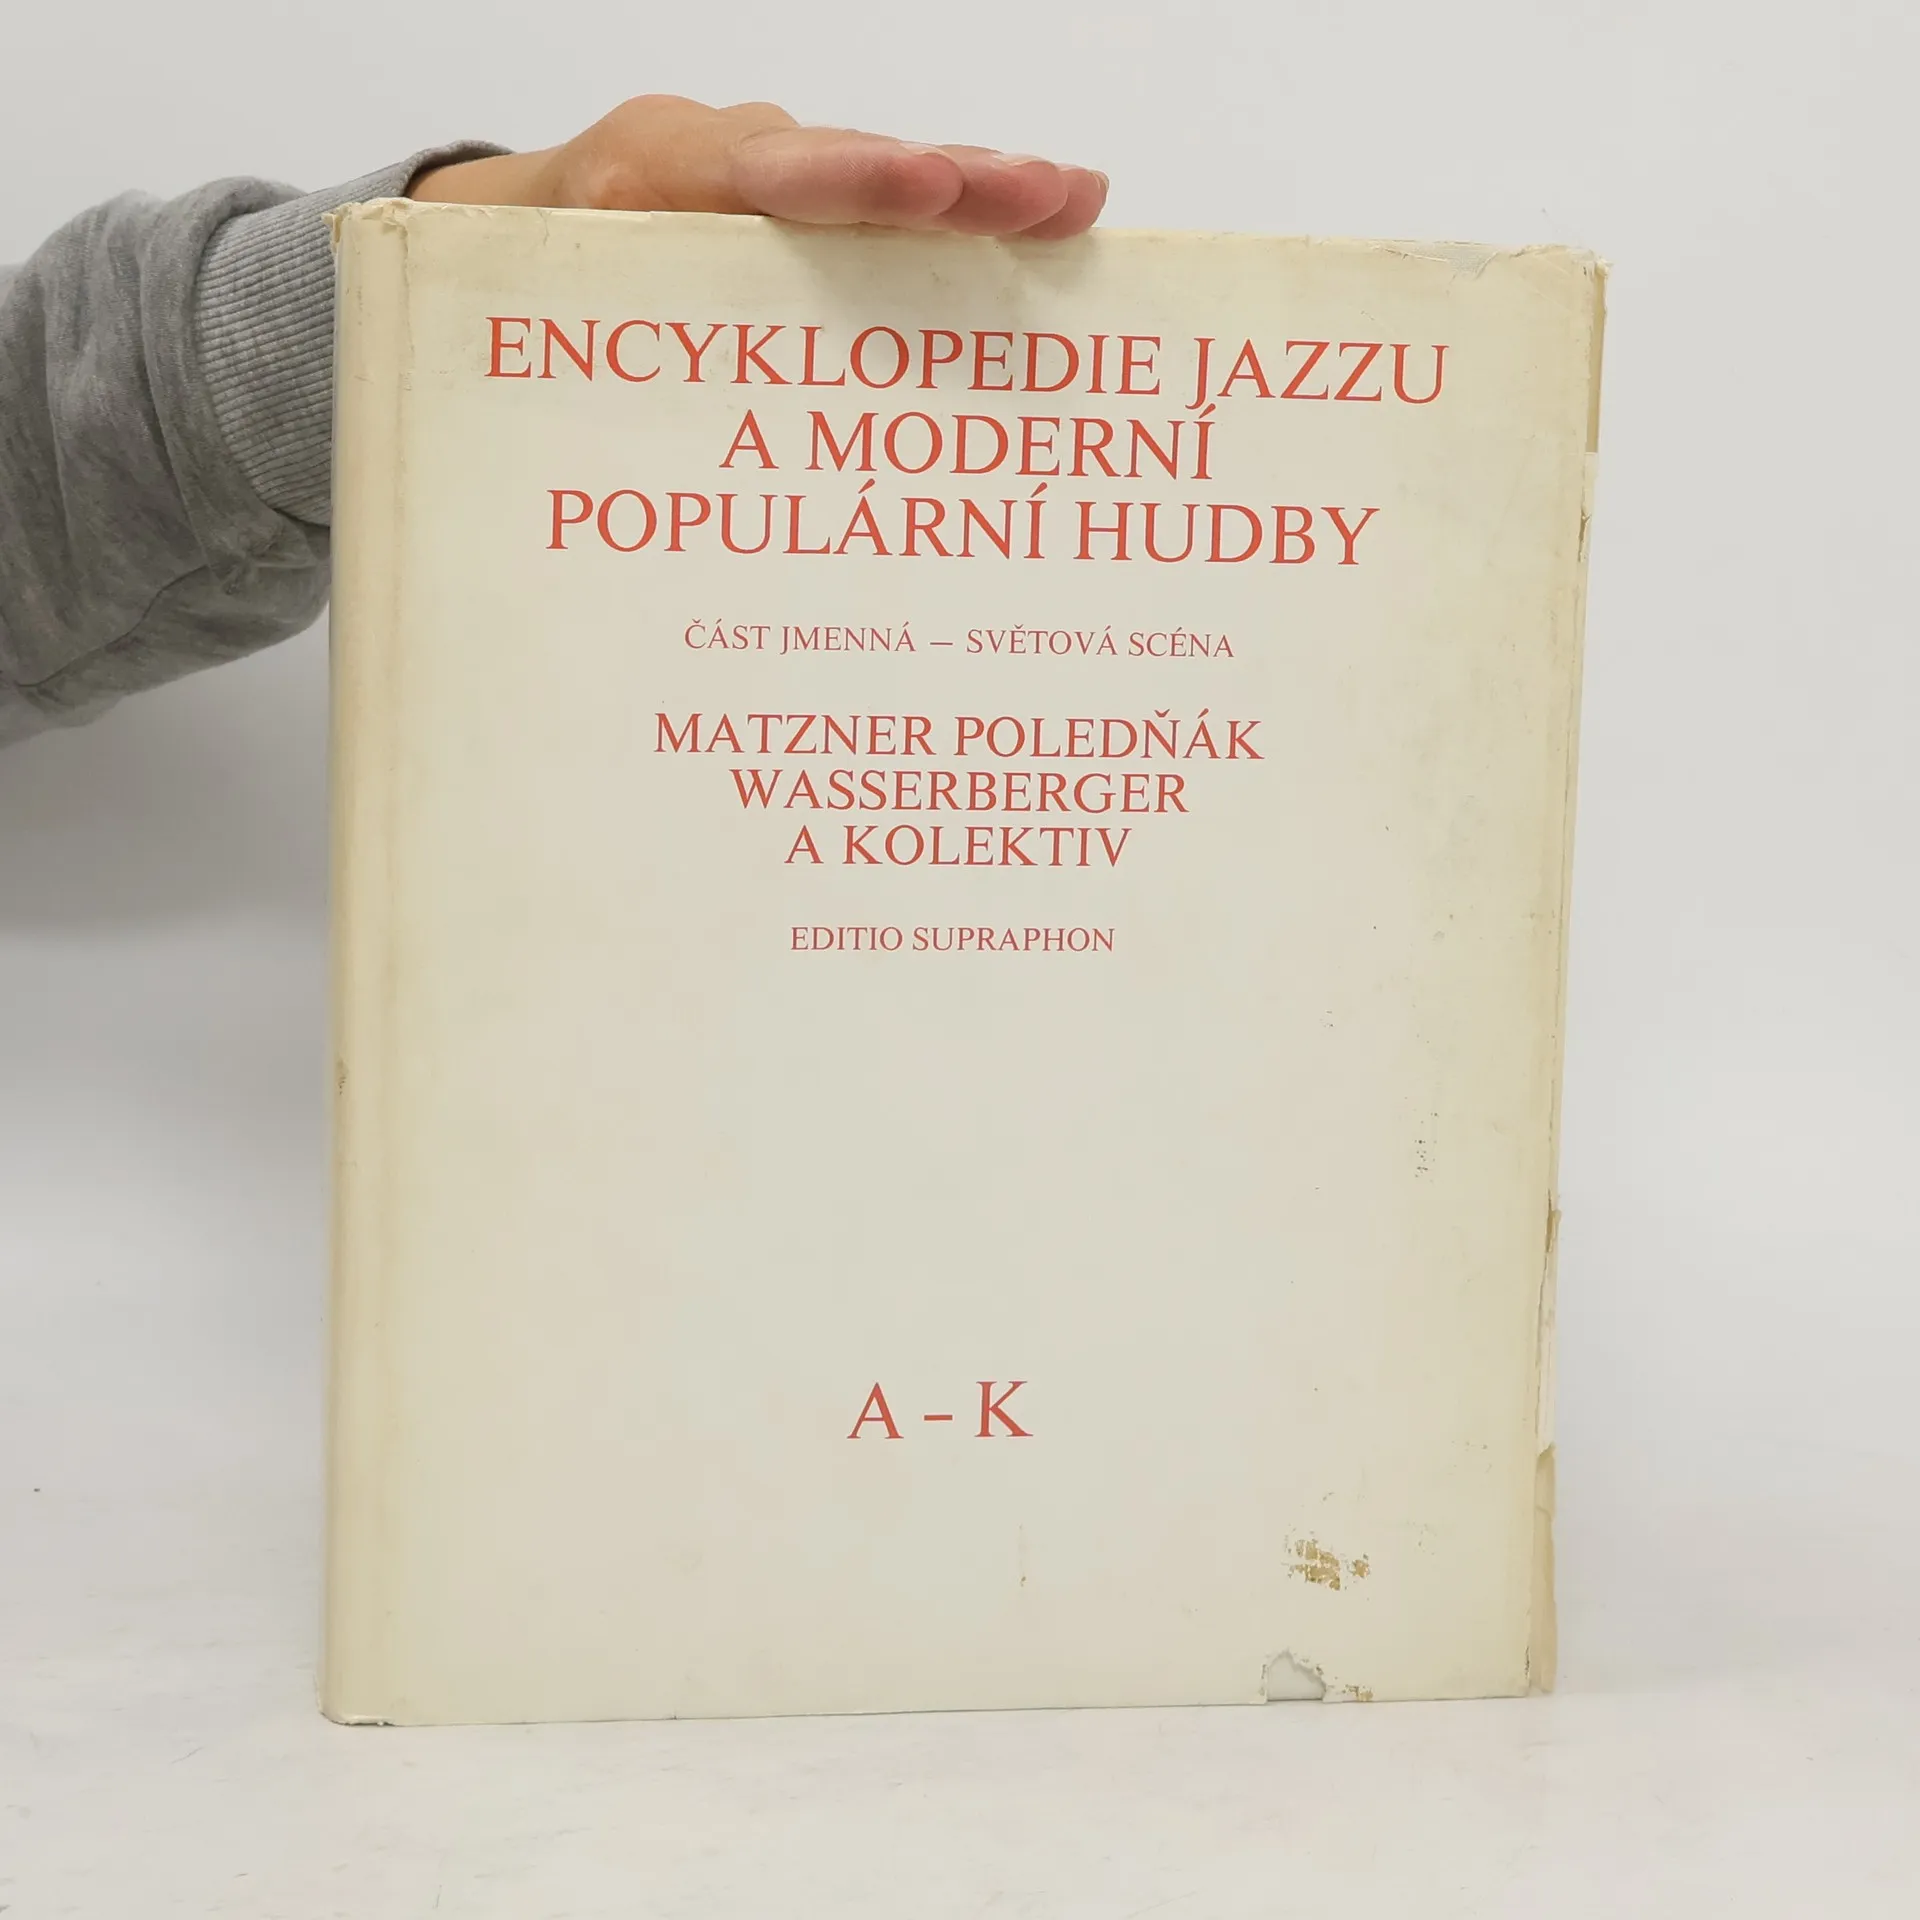 ENCYKLOPEDIE JAZZU
A MODERNÍ
POPULÁRNÍ HUDBY
ČÁST JMENNÁ – SVĚTOVÁ SCÉNA
MATZNER POLEDŇÁK
WASSERBERGER
A KOLEKTIV
EDITIO SUPRAPHON
A – K